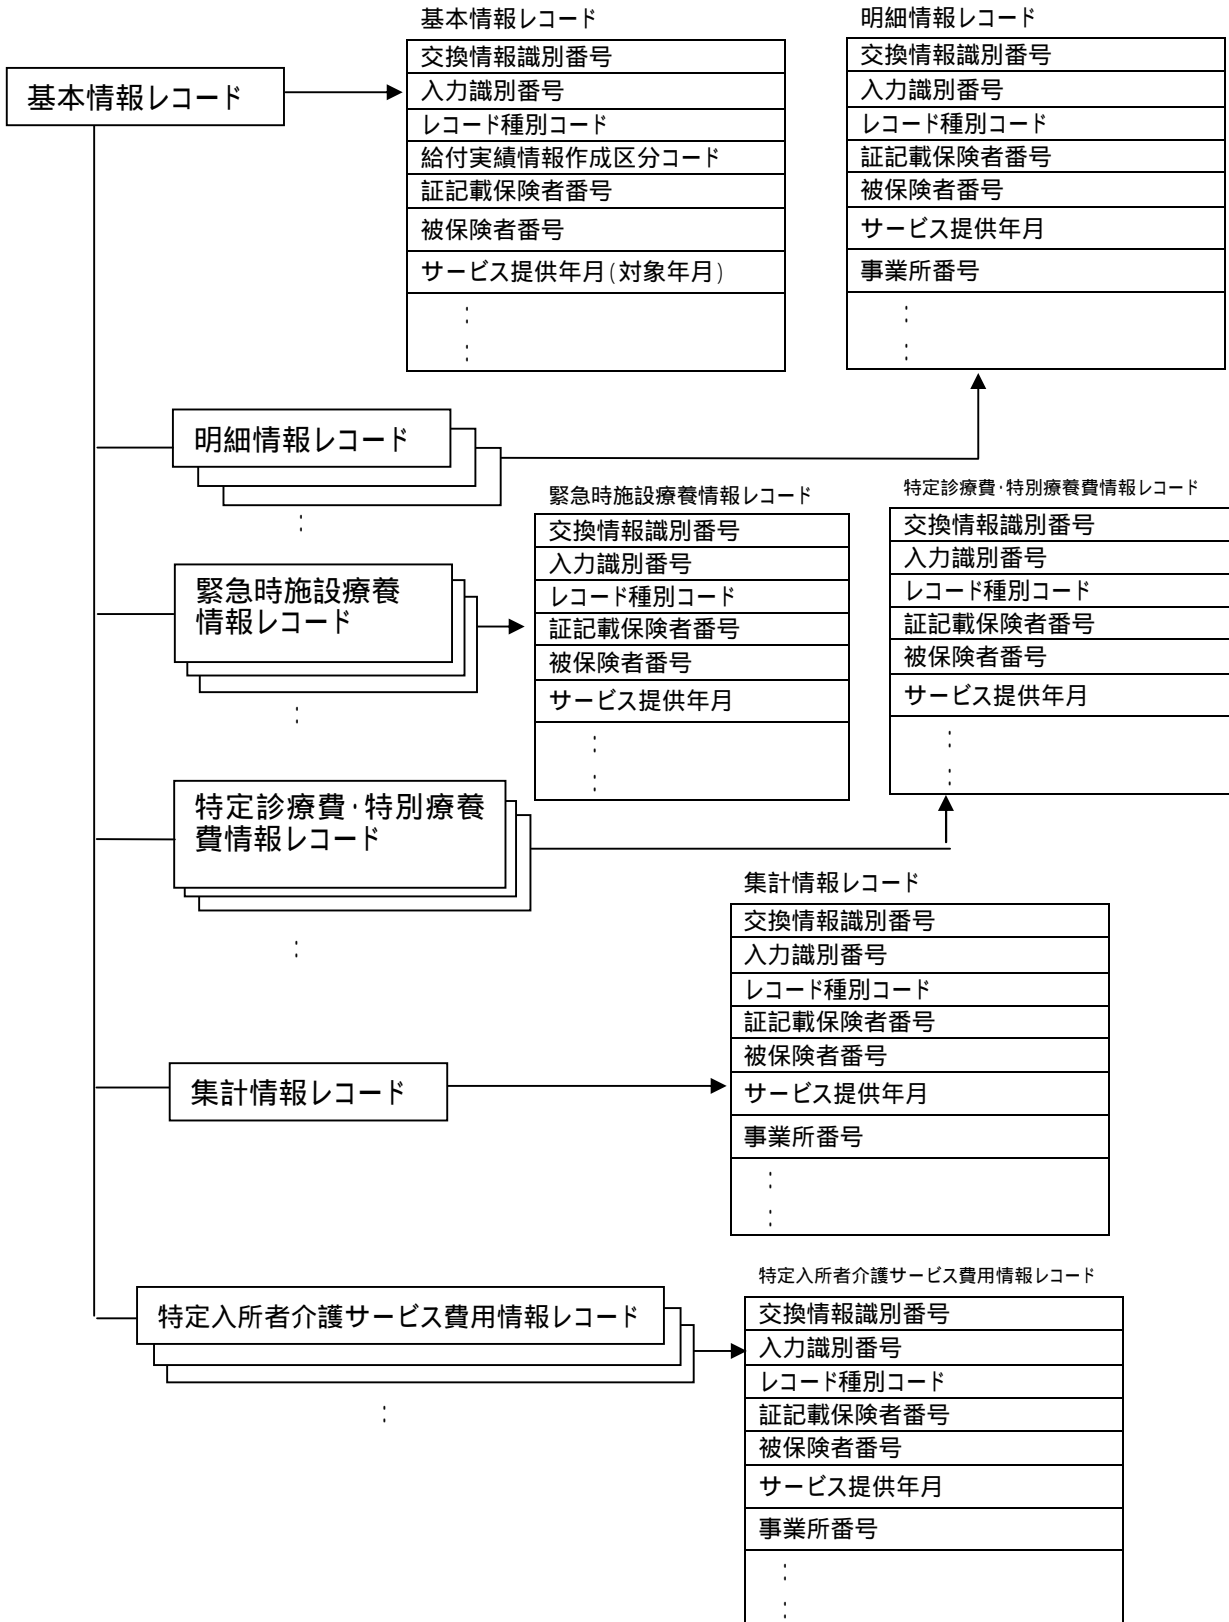 基本情報レコード
基本情報レコード
交換情報識別番号
入力識別番号
レコード種別コード
給付実績情報作成区分コード
証記載保険者番号
被保険者番号
サービス提供年月(対象年月)
:
:
明細情報レコード
交換情報識別番号
入力識別番号
レコード種別コード
証記載保険者番号
被保険者番号
サービス提供年月
事業所番号
:
:
明細情報レコード
:
緊急時施設療養
情報レコード
:
緊急時施設療養情報レコード
交換情報識別番号
入力識別番号
レコード種別コード
証記載保険者番号
被保険者番号
サービス提供年月
:
:
特定診療費・特別療養費情報レコード
交換情報識別番号
入力識別番号
レコード種別コード
証記載保険者番号
被保険者番号
サービス提供年月
:
:
特定診療費・特別療養
費情報レコード
:
集計情報レコード
集計情報レコード
交換情報識別番号
入力識別番号
レコード種別コード
証記載保険者番号
被保険者番号
サービス提供年月
事業所番号
:
:
特定入所者介護サービス費用情報レコード
:
特定入所者介護サービス費用情報レコード
交換情報識別番号
入力識別番号
レコード種別コード
証記載保険者番号
被保険者番号
サービス提供年月
事業所番号
:
: